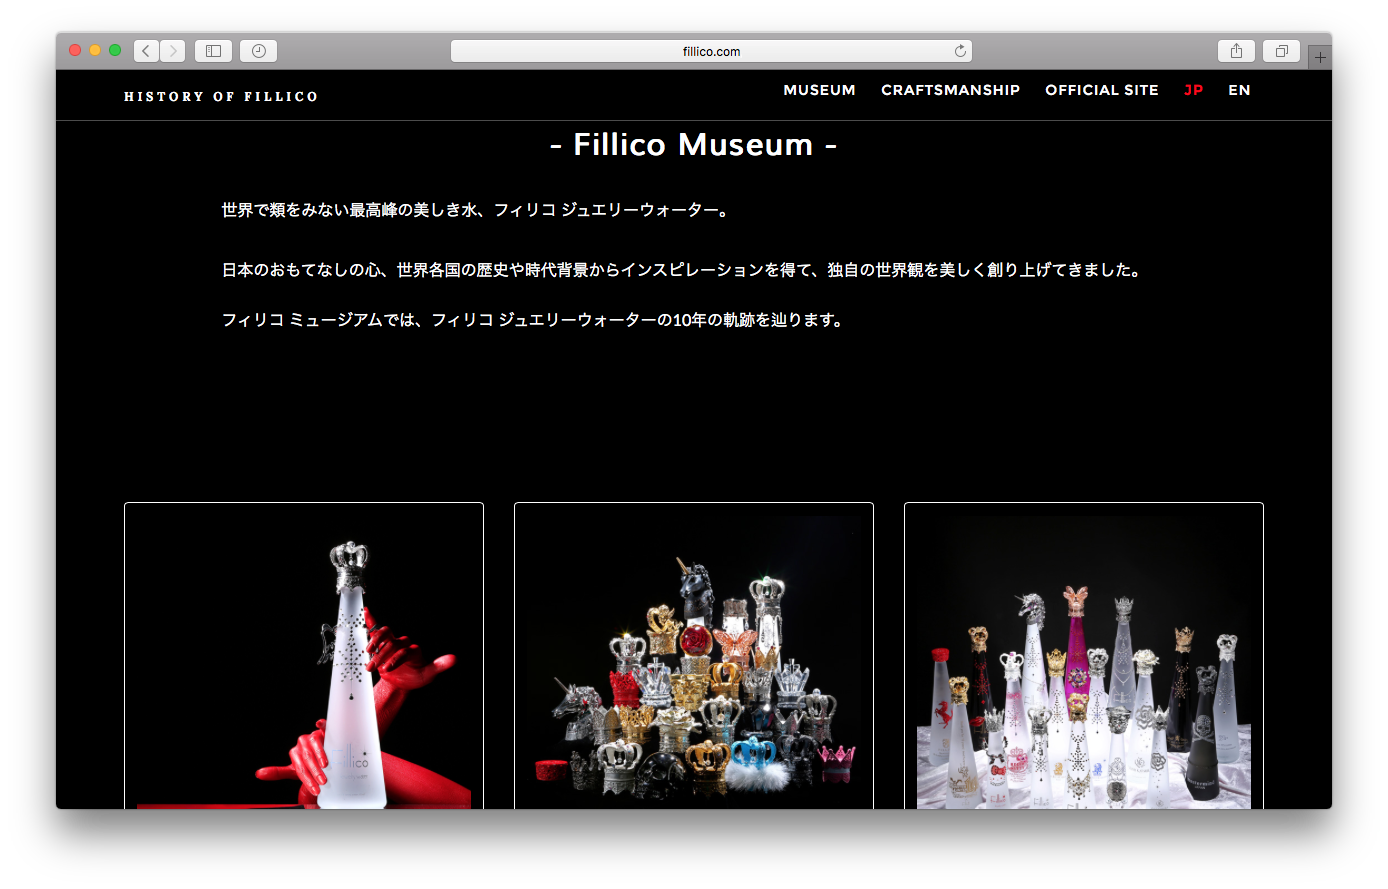 fillico.com
HISTORY OF FILLICO
MUSEUM CRAFTSMANSHIP OFFICIAL SITE JP EN
- Fillico Museum -
世界で類をみない最高峰の美しき水、フィリコ ジュエリーウォーター。
日本のおもてなしの心、世界各国の歴史や時代背景からインスピレーションを得て、独自の世界観を美しく創り上げてきました。
フィリコ ミュージアムでは、フィリコ ジュエリーウォーターの10年の軌跡を辿ります。
Fillico